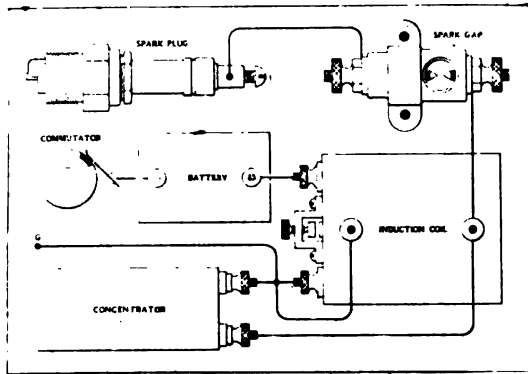 SPARK PLUG
SPARK GAP
COMMUTATOR
BATTERY
INDUCTION COIL
G
CONCENTRATOR